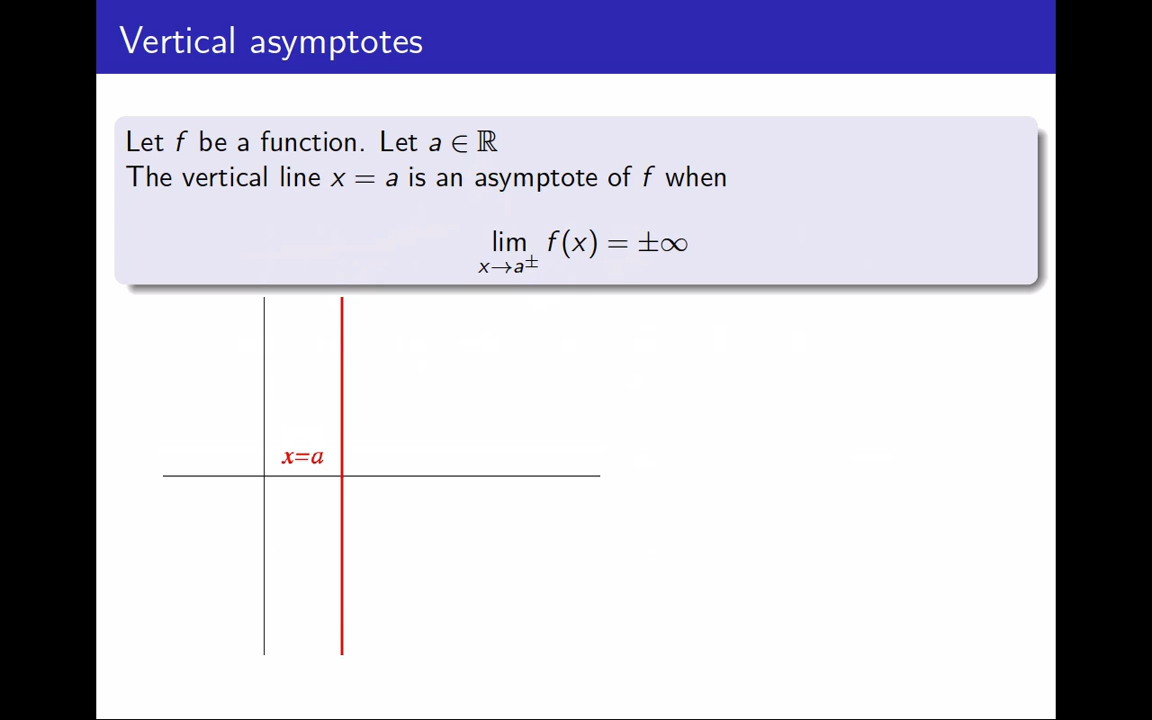 Vertical asymptotes
Let f be a function. Let a ∈ ℝ
The vertical line x = a is an asymptote of f when
lim f(x) = ±∞
x→a±
x=a